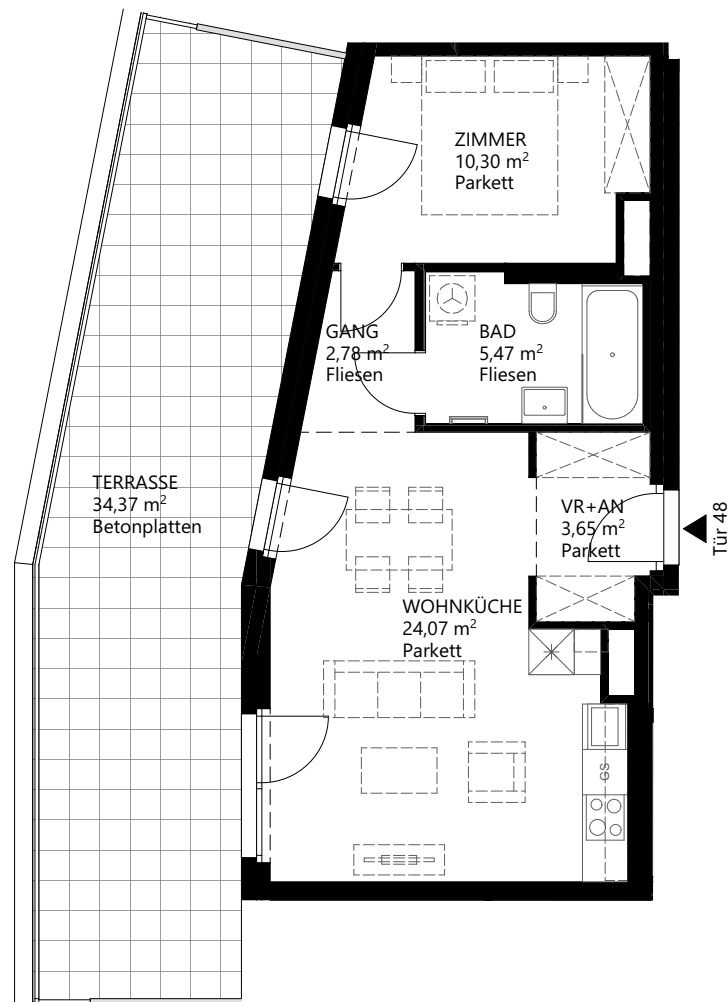 ZIMMER
10,30 m²
Parkett
GANG
2,78 m²
Fliesen
BAD
5,47 m²
Fliesen
TERRASSE
34,37 m²
Betonplatten
VR+AN
3,65 m²
Parkett
Tür 48
WOHNKÜCHE
24,07 m²
Parkett
GS